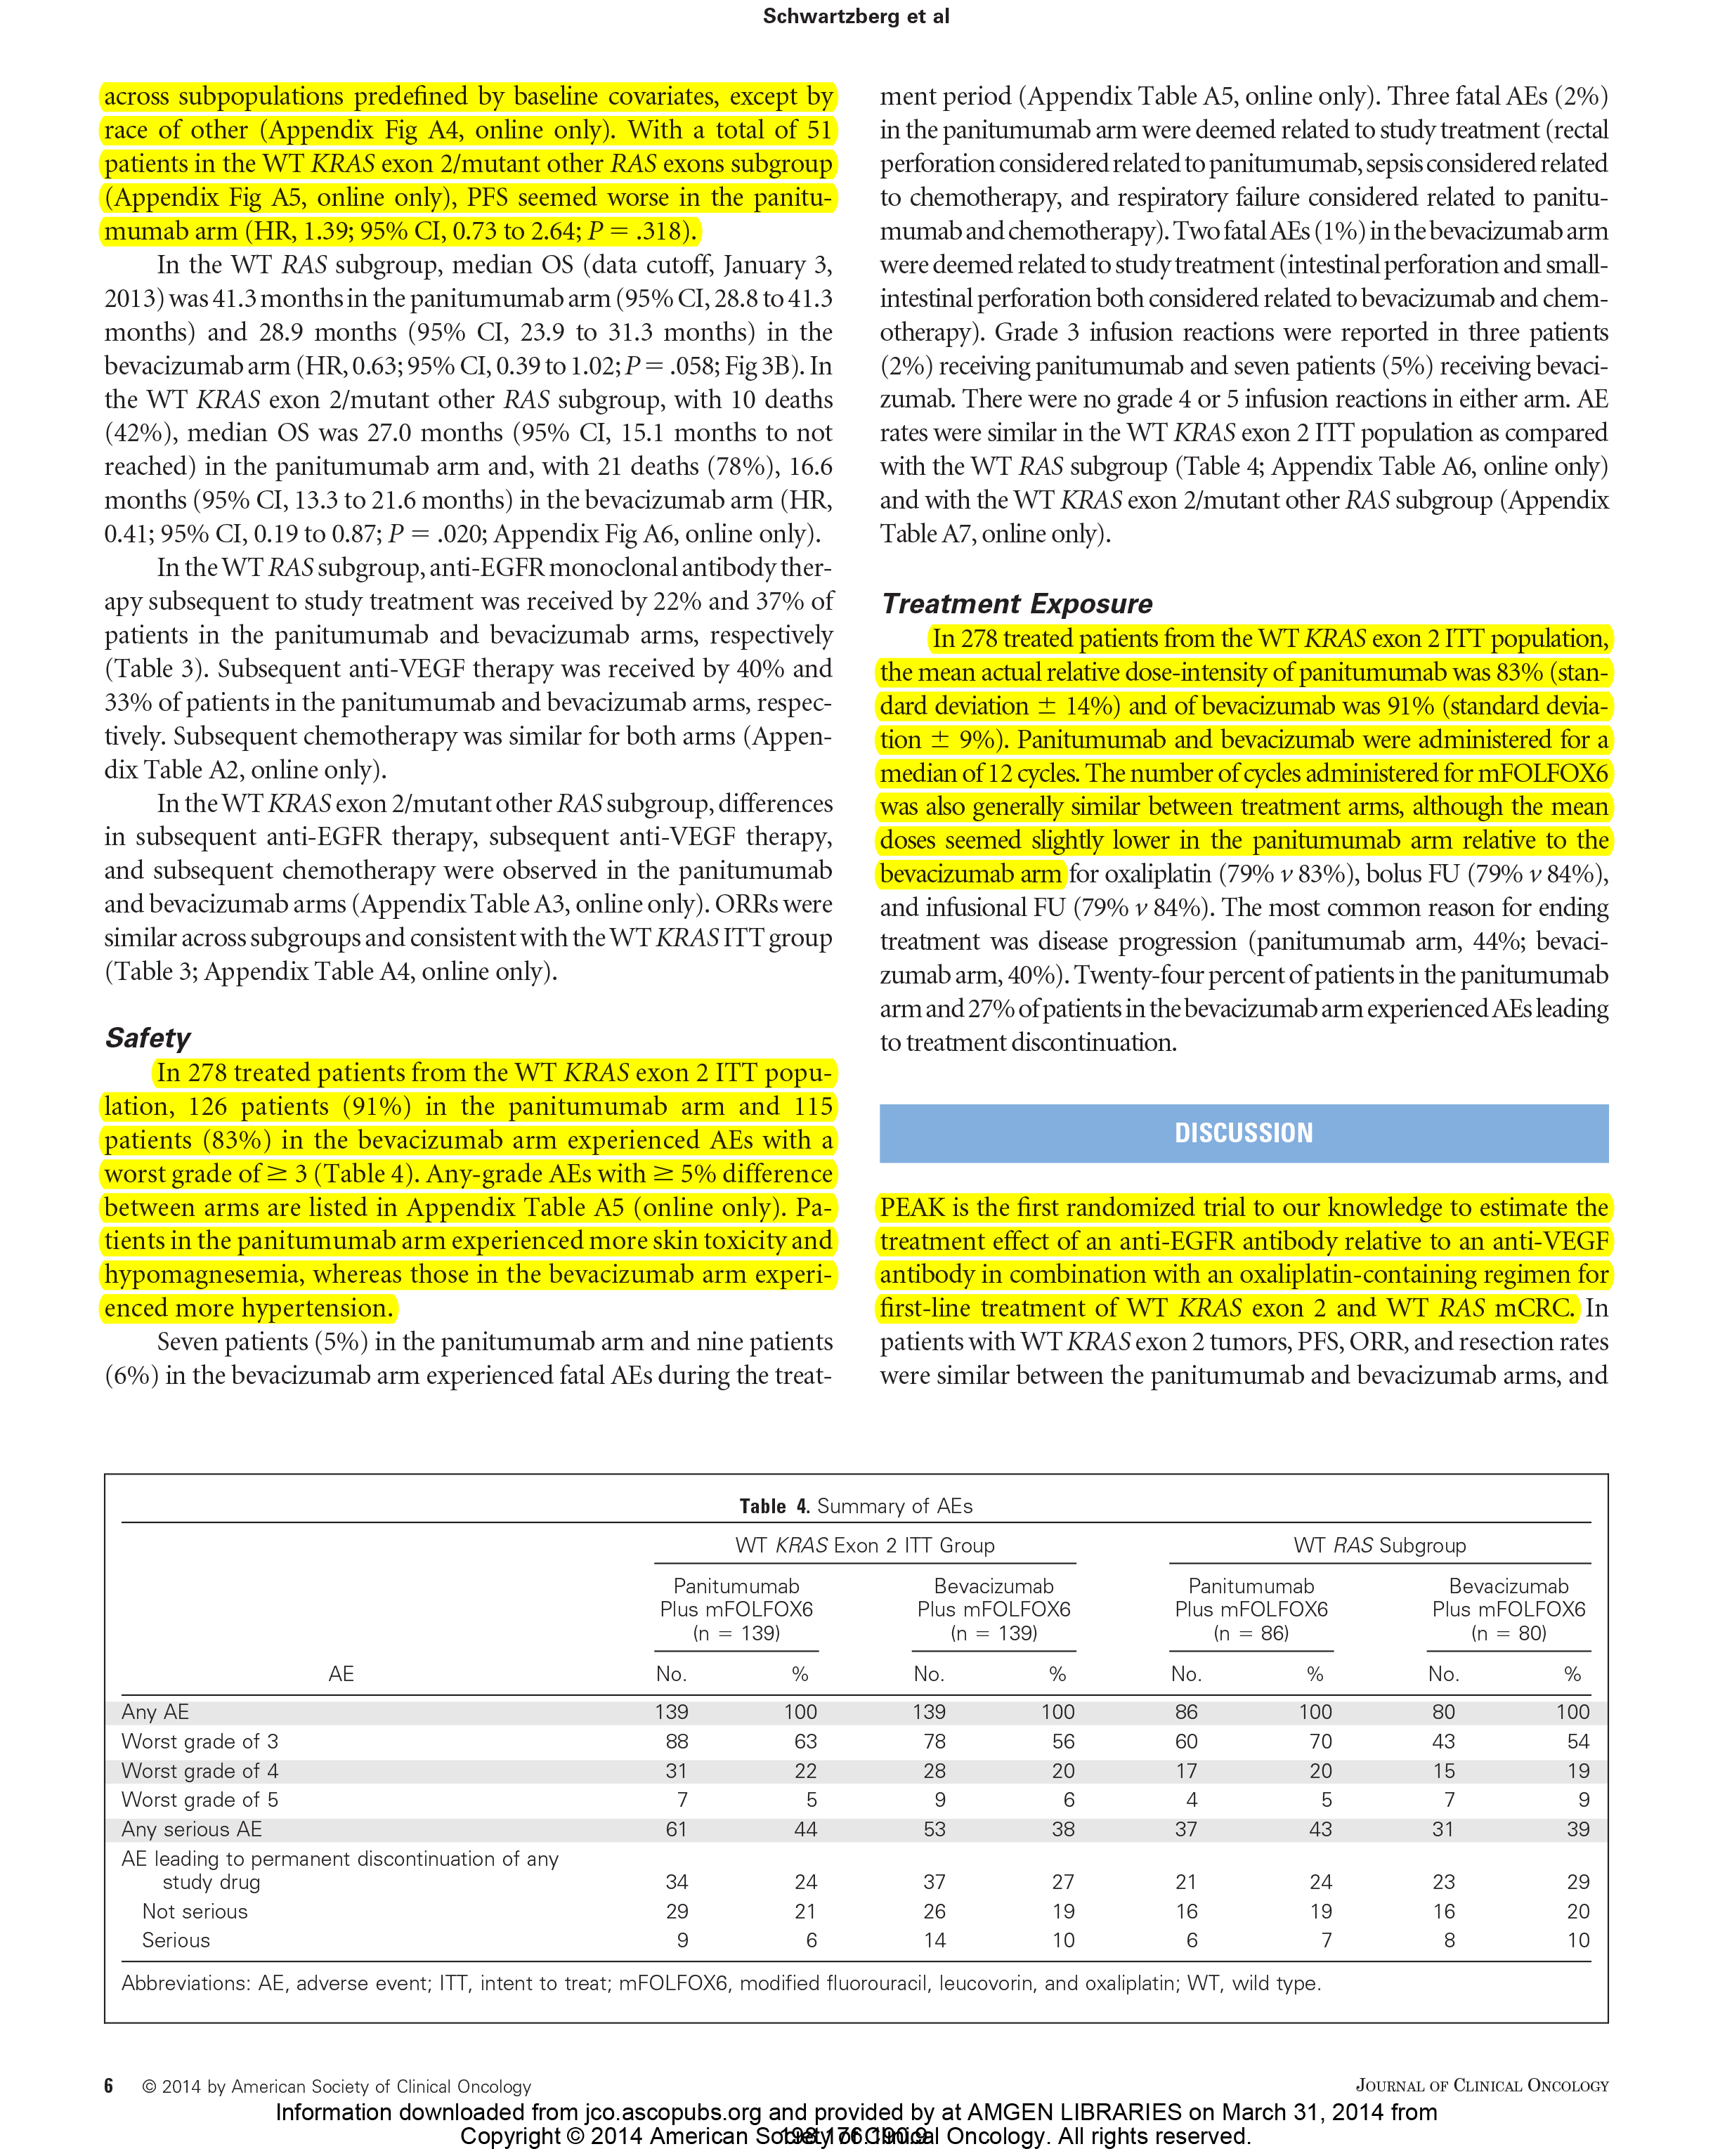 Schwartzberg et al
across subpopulations predefined by baseline covariates, except by
race of other (Appendix Fig A4, online only). With a total of 51
patients in the WT KRAS exon 2/mutant other RAS exons subgroup
(Appendix Fig A5, online only), PFS seemed worse in the panitu-
mumab arm (HR, 1.39; 95% CI, 0.73 to 2.64; P = .318).
In the WT RAS subgroup, median OS (data cutoff, January 3,
2013) was 41.3 months in the panitumumab arm (95% CI, 28.8 to 41.3
months) and 28.9 months (95% CI, 23.9 to 31.3 months) in the
bevacizumab arm (HR, 0.63; 95% CI, 0.39 to 1.02; P = .058; Fig 3B). In
the WT KRAS exon 2/mutant other RAS subgroup, with 10 deaths
(42%), median OS was 27.0 months (95% CI, 15.1 months to not
reached) in the panitumumab arm and, with 21 deaths (78%), 16.6
months (95% CI, 13.3 to 21.6 months) in the bevacizumab arm (HR,
0.41; 95% CI, 0.19 to 0.87; P = .020; Appendix Fig A6, online only).
In the WT RAS subgroup, anti-EGFR monoclonal antibody ther-
apy subsequent to study treatment was received by 22% and 37% of
patients in the panitumumab and bevacizumab arms, respectively
(Table 3). Subsequent anti-VEGF therapy was received by 40% and
33% of patients in the panitumumab and bevacizumab arms, respec-
tively. Subsequent chemotherapy was similar for both arms (Appen-
dix Table A2, online only).
In the WT KRAS exon 2/mutant other RAS subgroup, differences
in subsequent anti-EGFR therapy, subsequent anti-VEGF therapy,
and subsequent chemotherapy were observed in the panitumumab
and bevacizumab arms (Appendix Table A3, online only). ORRs were
similar across subgroups and consistent with the WT KRAS ITT group
(Table 3; Appendix Table A4, online only).
Safety
In 278 treated patients from the WT KRAS exon 2 ITT popu-
lation, 126 patients (91%) in the panitumumab arm and 115
patients (83%) in the bevacizumab arm experienced AEs with a
worst grade of ≥ 3 (Table 4). Any-grade AEs with ≥ 5% difference
between arms are listed in Appendix Table A5 (online only). Pa-
tients in the panitumumab arm experienced more skin toxicity and
hypomagnesemia, whereas those in the bevacizumab arm experi-
enced more hypertension.
Seven patients (5%) in the panitumumab arm and nine patients
(6%) in the bevacizumab arm experienced fatal AEs during the treat-
ment period (Appendix Table A5, online only). Three fatal AEs (2%)
in the panitumumab arm were deemed related to study treatment (rectal
perforation considered related to panitumumab, sepsis considered related
to chemotherapy, and respiratory failure considered related to panitu-
mumab and chemotherapy). Two fatal AEs (1%) in the bevacizumab arm
were deemed related to study treatment (intestinal perforation and small-
intestinal perforation both considered related to bevacizumab and chem-
otherapy). Grade 3 infusion reactions were reported in three patients
(2%) receiving panitumumab and seven patients (5%) receiving bevaci-
zumab. There were no grade 4 or 5 infusion reactions in either arm. AE
rates were similar in the WT KRAS exon 2 ITT population as compared
with the WT RAS subgroup (Table 4; Appendix Table A6, online only)
and with the WT KRAS exon 2/mutant other RAS subgroup (Appendix
Table A7, online only).
Treatment Exposure
In 278 treated patients from the WT KRAS exon 2 ITT population,
the mean actual relative dose-intensity of panitumumab was 83% (stan-
dard deviation ± 14%) and of bevacizumab was 91% (standard devia-
tion ± 9%). Panitumumab and bevacizumab were administered for a
median of 12 cycles. The number of cycles administered for mFOLFOX6
was also generally similar between treatment arms, although the mean
doses seemed slightly lower in the panitumumab arm relative to the
bevacizumab arm for oxaliplatin (79% v 83%), bolus FU (79% v 84%),
and infusional FU (79% v 84%). The most common reason for ending
treatment was disease progression (panitumumab arm, 44%; bevaci-
zumab arm, 40%). Twenty-four percent of patients in the panitumumab
arm and 27% of patients in the bevacizumab arm experienced AEs leading
to treatment discontinuation.
DISCUSSION
PEAK is the first randomized trial to our knowledge to estimate the
treatment effect of an anti-EGFR antibody relative to an anti-VEGF
antibody in combination with an oxaliplatin-containing regimen for
first-line treatment of WT KRAS exon 2 and WT RAS mCRC. In
patients with WT KRAS exon 2 tumors, PFS, ORR, and resection rates
were similar between the panitumumab and bevacizumab arms, and
Table 4. Summary of AEs
WT KRAS Exon 2 ITT Group WT RAS Subgroup
Panitumumab Bevacizumab Panitumumab Bevacizumab
Plus mFOLFOX6 Plus mFOLFOX6 Plus mFOLFOX6 Plus mFOLFOX6
(n = 139) (n = 139) (n = 86) (n = 80)
AE No. % No. % No. % No. %
Any AE 139 100 139 100 86 100 80 100
Worst grade of 3 88 63 78 56 60 70 43 54
Worst grade of 4 31 22 28 20 17 20 15 19
Worst grade of 5 7 5 9 6 4 5 7 9
Any serious AE 61 44 53 38 37 43 31 39
AE leading to permanent discontinuation of any
study drug 34 24 37 27 21 24 23 29
Not serious 29 21 26 19 16 19 16 20
Serious 9 6 14 10 6 7 8 10
Abbreviations: AE, adverse event; ITT, intent to treat; mFOLFOX6, modified fluorouracil, leucovorin, and oxaliplatin; WT, wild type.
6 © 2014 by American Society of Clinical Oncology JOURNAL OF CLINICAL ONCOLOGY
Information downloaded from jco.ascopubs.org and provided by at AMGEN LIBRARIES on March 31, 2014 from
198.176.190.9
Copyright © 2014 American Society of Clinical Oncology. All rights reserved.